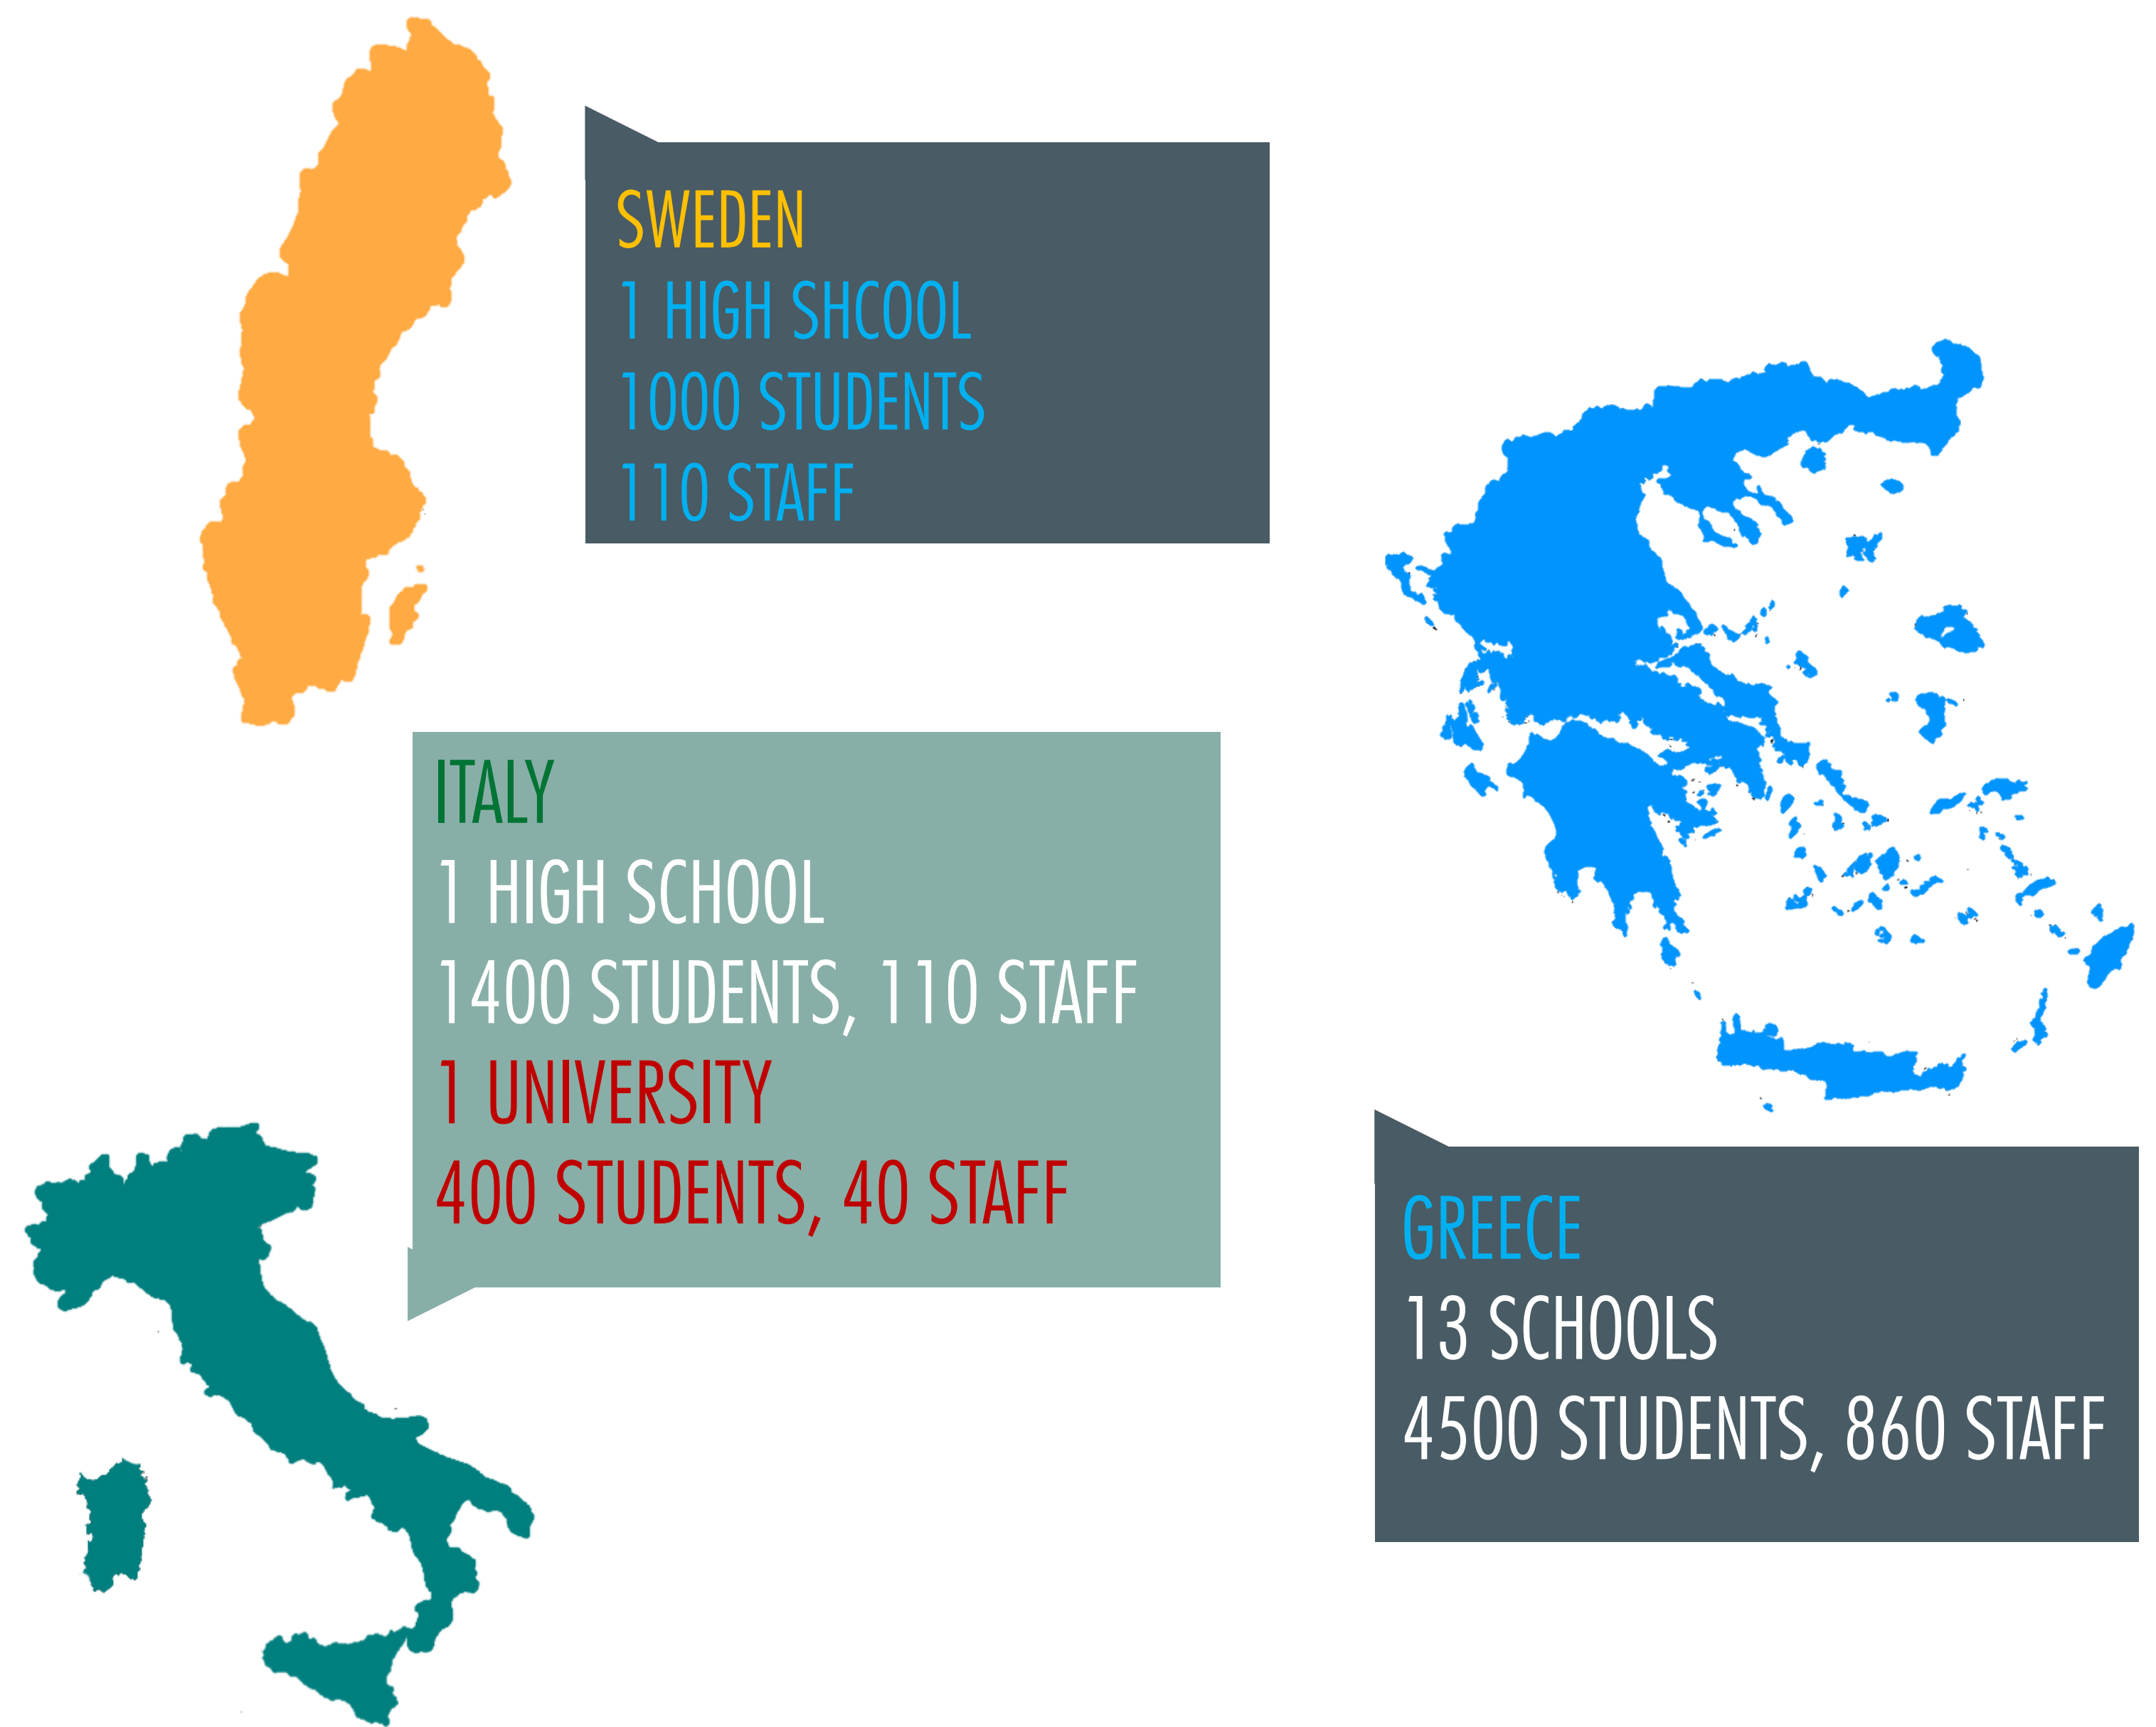 SWEDEN
1 HIGH SHCOOL
1000 STUDENTS
110 STAFF
ITALY
1 HIGH SCHOOL
1400 STUDENTS, 110 STAFF
1 UNIVERSITY
400 STUDENTS, 40 STAFF
GREECE
13 SCHOOLS
4500 STUDENTS, 860 STAFF